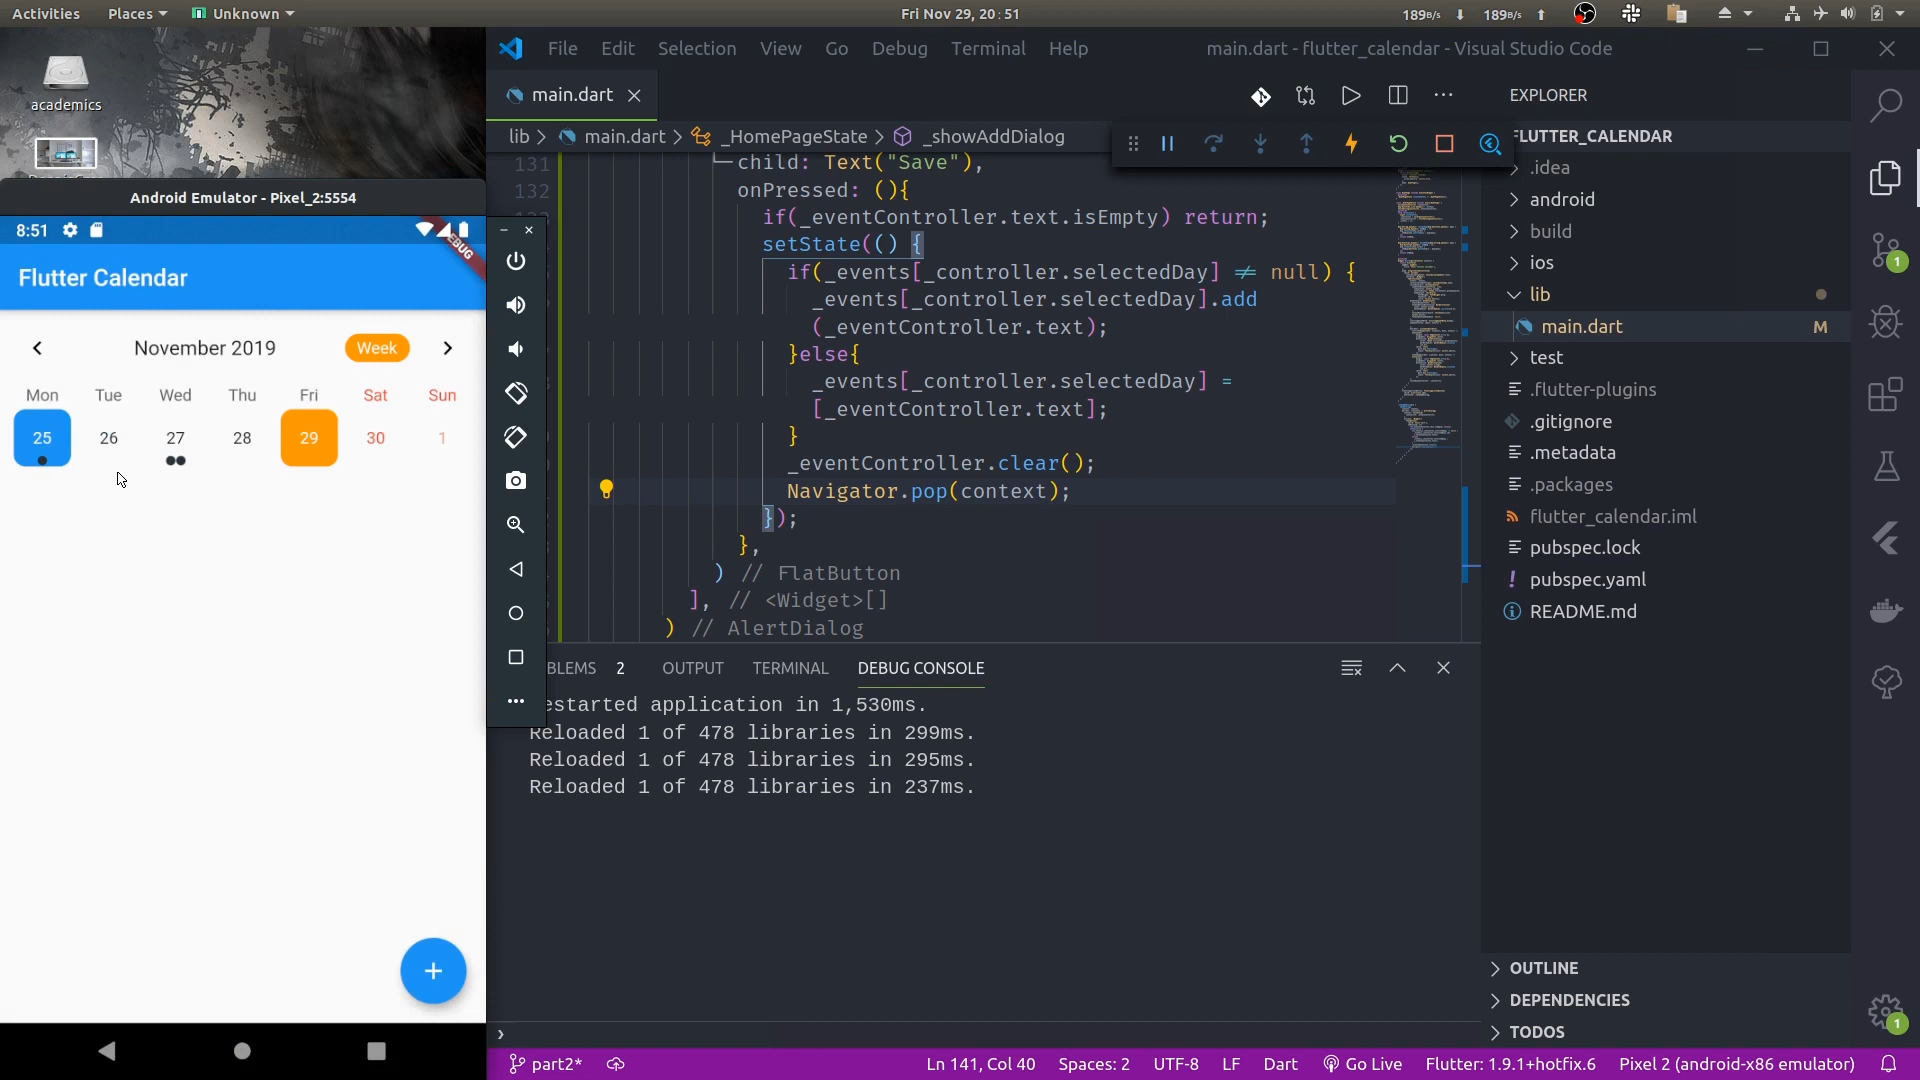 Activities Places Unknown Fri Nov 29, 20:51 189B/s 189B/s
academics
Android Emulator - Pixel_2:5554
8:51
DEBUG
Flutter Calendar
November 2019 Week
Mon Tue Wed Thu Fri Sat Sun
25 26 27 28 29 30 1
+
File Edit Selection View Go Debug Terminal Help main.dart - flutter_calendar - Visual Studio Code
main.dart
lib > main.dart > _HomePageState > _showAddDialog
131 child: Text("Save"),
132 onPressed: (){
if(_eventController.text.isEmpty) return;
setState(() {
if(_events[_controller.selectedDay] ≠ null) {
_events[_controller.selectedDay].add
(_eventController.text);
}else{
_events[_controller.selectedDay] =
[_eventController.text];
}
_eventController.clear();
Navigator.pop(context);
});
},
) // FlatButton
], // <Widget>[]
) // AlertDialog
BLEMS 2 OUTPUT TERMINAL DEBUG CONSOLE
estarted application in 1,530ms.
Reloaded 1 of 478 libraries in 299ms.
Reloaded 1 of 478 libraries in 295ms.
Reloaded 1 of 478 libraries in 237ms.
EXPLORER
FLUTTER_CALENDAR
.idea
android
build
ios
lib
main.dart M
test
.flutter-plugins
.gitignore
.metadata
.packages
flutter_calendar.iml
pubspec.lock
pubspec.yaml
README.md
OUTLINE
DEPENDENCIES
TODOS
1
1
part2* Ln 141, Col 40 Spaces: 2 UTF-8 LF Dart Go Live Flutter: 1.9.1+hotfix.6 Pixel 2 (android-x86 emulator)